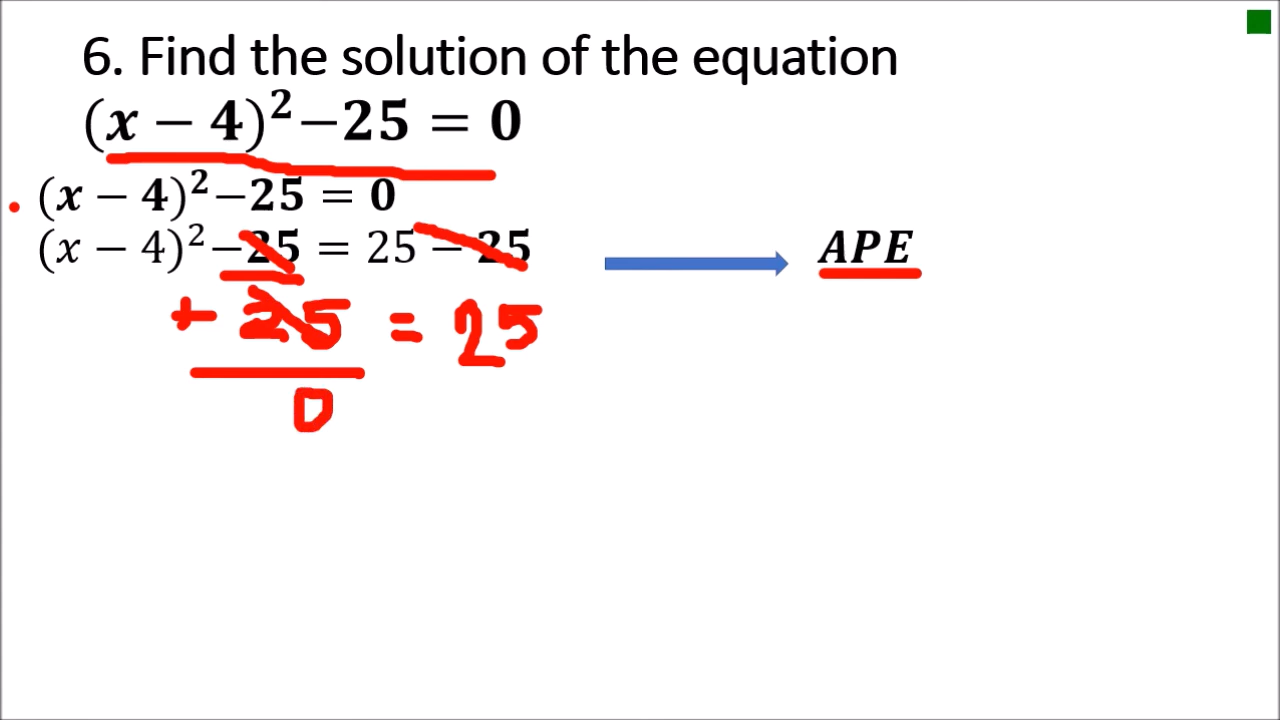 6. Find the solution of the equation
(x − 4)²−25 = 0
(x − 4)²−25 = 0
(x − 4)²−25 = 25 − 25 APE
+ 25 = 25
0